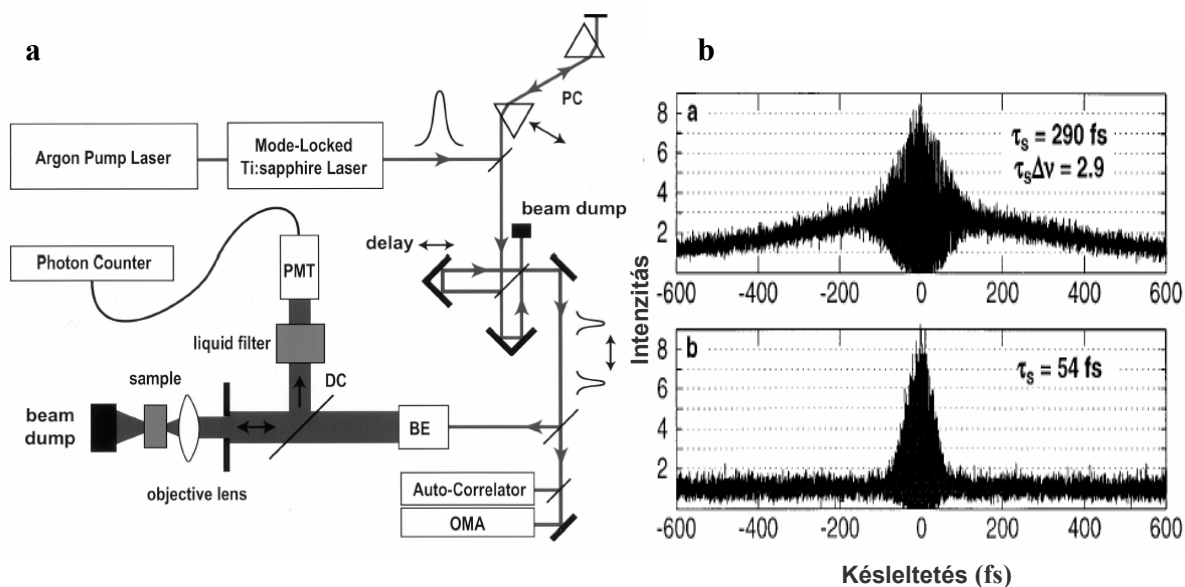 a
PC
Argon Pump Laser
Mode-Locked
Ti:sapphire Laser
beam dump
delay
Photon Counter
PMT
liquid filter
sample
DC
beam
dump
BE
objective lens
Auto-Correlator
OMA
b
Intenzitás
8
6
4
2
a
τs = 290 fs
τsΔν = 2.9
-600 -400 -200 0 200 400 600
8
6
4
2
b
τs = 54 fs
-600 -400 -200 0 200 400 600
Késleltetés (fs)